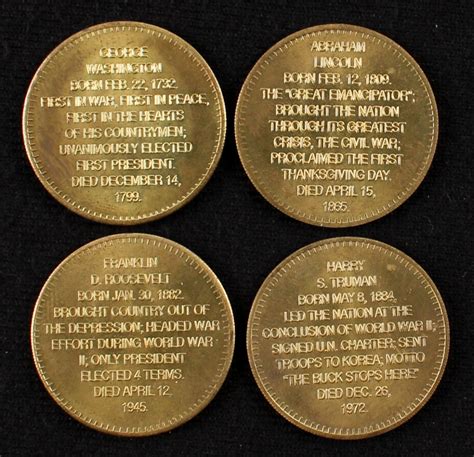 GEORGE
WASHINGTON
BORN FEB. 22, 1732.
FIRST IN WAR, FIRST IN PEACE,
FIRST IN THE HEARTS
OF HIS COUNTRYMEN;
UNANIMOUSLY ELECTED
FIRST PRESIDENT.
DIED DECEMBER 14,
1799.
ABRAHAM
LINCOLN
BORN FEB. 12, 1809.
THE "GREAT EMANCIPATOR";
BROUGHT THE NATION
THROUGH ITS GREATEST
CRISIS, THE CIVIL WAR;
PROCLAIMED THE FIRST
THANKSGIVING DAY.
DIED APRIL 15,
1865.
FRANKLIN
D. ROOSEVELT
BORN JAN. 30, 1882.
BROUGHT COUNTRY OUT OF
THE DEPRESSION; HEADED WAR
EFFORT DURING WORLD WAR
II; ONLY PRESIDENT
ELECTED 4 TERMS.
DIED APRIL 12,
1945.
HARRY
S. TRUMAN
BORN MAY 8, 1884.
LED THE NATION AT THE
CONCLUSION OF WORLD WAR II;
SIGNED U.N. CHARTER; SENT
TROOPS TO KOREA; MOTTO
"THE BUCK STOPS HERE"
DIED DEC. 26,
1972.